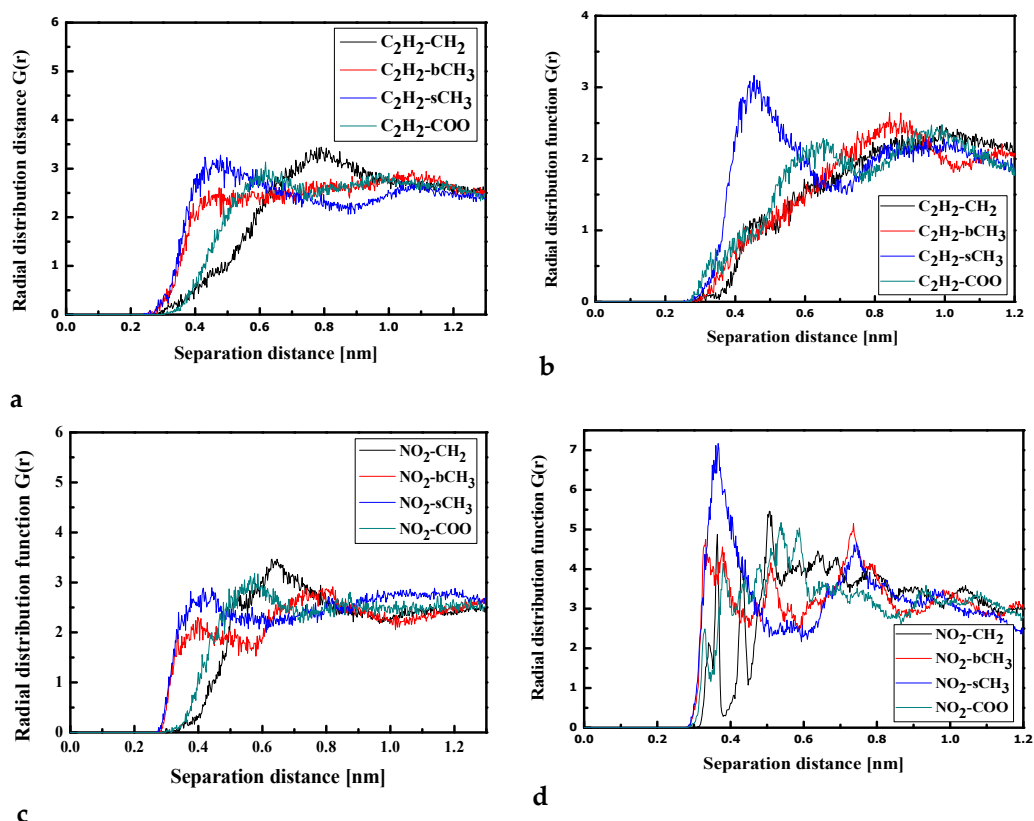 Radial distribution distance G(r)
6
5
4
3
2
1
0
C₂H₂-CH₂
C₂H₂-bCH₃
C₂H₂-sCH₃
C₂H₂-COO
0.0 0.2 0.4 0.6 0.8 1.0 1.2
Separation distance [nm]
a
Radial distribution function G(r)
4
3
2
1
0
C₂H₂-CH₂
C₂H₂-bCH₃
C₂H₂-sCH₃
C₂H₂-COO
0.0 0.2 0.4 0.6 0.8 1.0 1.2
Separation distance [nm]
b
Radial distribution function G(r)
6
5
4
3
2
1
0
NO₂-CH₂
NO₂-bCH₃
NO₂-sCH₃
NO₂-COO
0.0 0.2 0.4 0.6 0.8 1.0 1.2
Separation distance [nm]
c
Radial distribution function G(r)
7
6
5
4
3
2
1
0
NO₂-CH₂
NO₂-bCH₃
NO₂-sCH₃
NO₂-COO
0.0 0.2 0.4 0.6 0.8 1.0 1.2
Separation distance [nm]
d